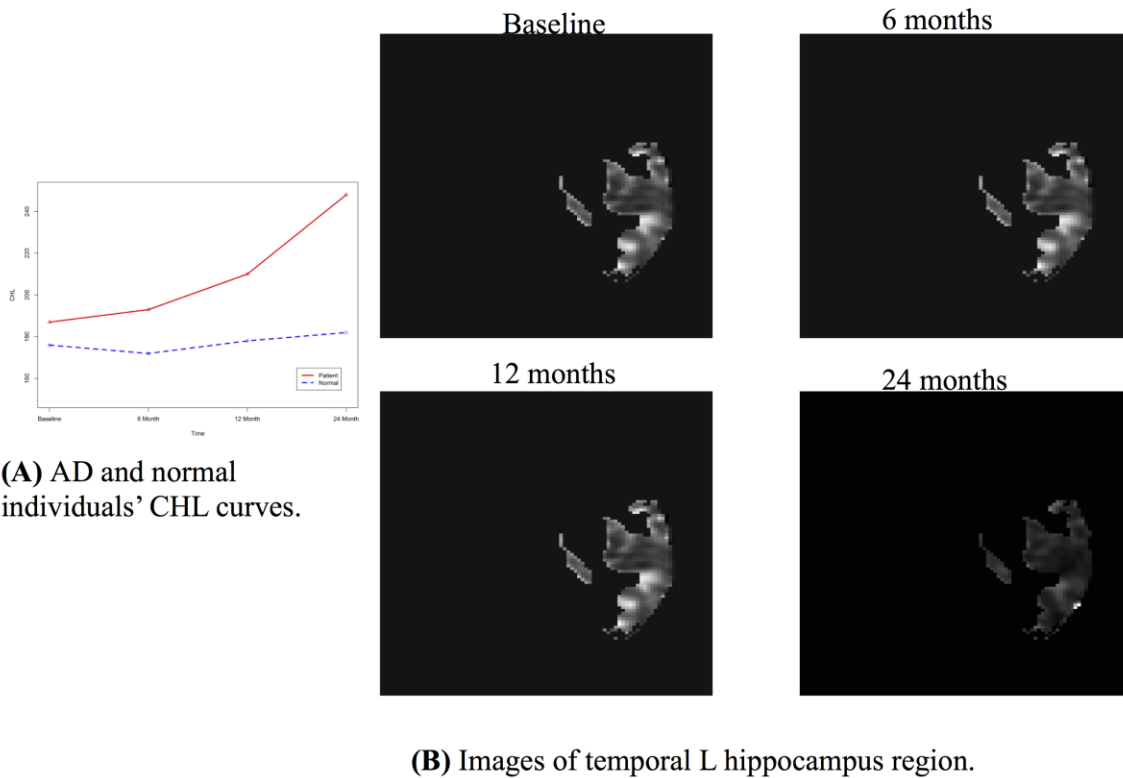 Baseline
6 months
240
220
200
180
160
CHL
Patient
Normal
Baseline
6 Month
12 Month
24 Month
Time
(A) AD and normal
individuals’ CHL curves.
12 months
24 months
(B) Images of temporal L hippocampus region.